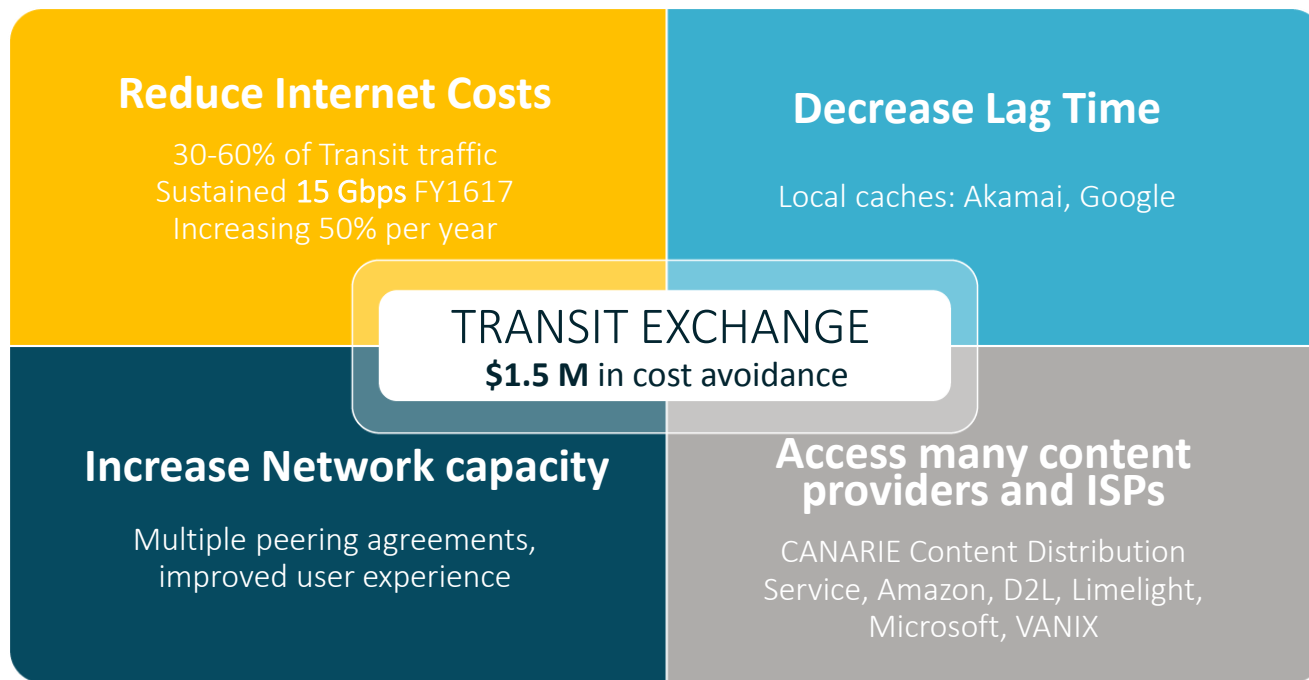 Reduce Internet Costs
30-60% of Transit traffic
Sustained 15 Gbps FY1617
Increasing 50% per year
Decrease Lag Time
Local caches: Akamai, Google
TRANSIT EXCHANGE
$1.5 M in cost avoidance
Increase Network capacity
Multiple peering agreements,
improved user experience
Access many content
providers and ISPs
CANARIE Content Distribution
Service, Amazon, D2L, Limelight,
Microsoft, VANIX